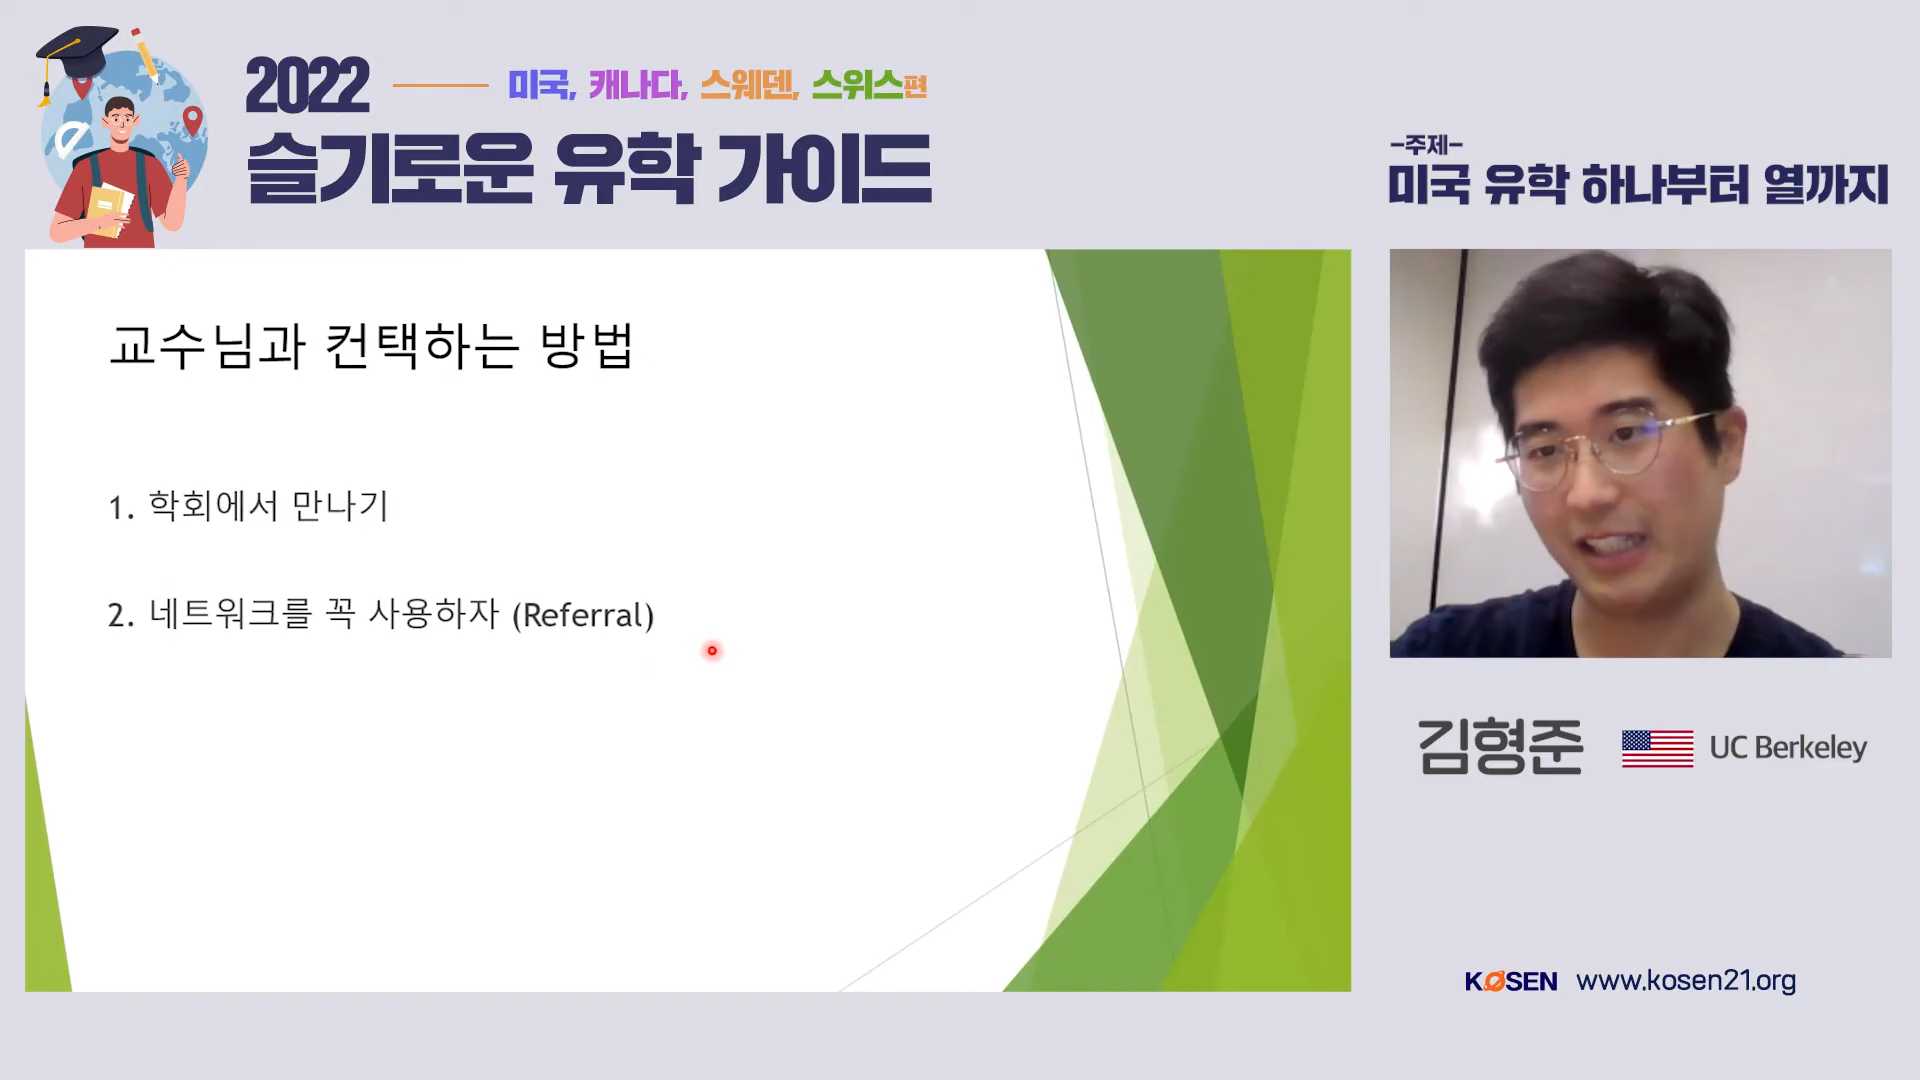 2022
미국, 캐나다, 스웨덴, 스위스편
슬기로운 유학 가이드
-주제-
미국 유학 하나부터 열까지
교수님과 컨택하는 방법
1. 학회에서 만나기
2. 네트워크를 꼭 사용하자 (Referral)
김형준
UC Berkeley
KOSEN www.kosen21.org